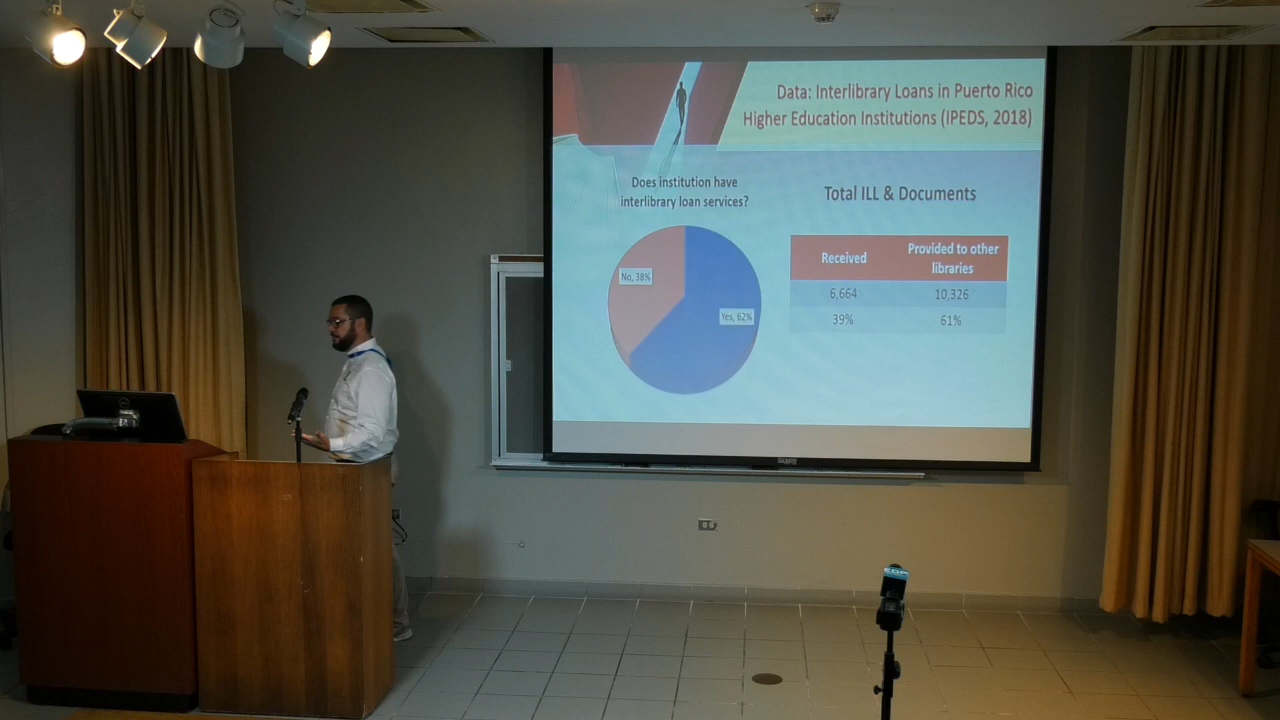 Data: Interlibrary Loans in Puerto Rico
Higher Education Institutions (IPEDS, 2018)
Does institution have
interlibrary loan services?
No, 38%
Yes, 62%
Total ILL & Documents
Received
Provided to other
libraries
6,664
10,326
39%
61%